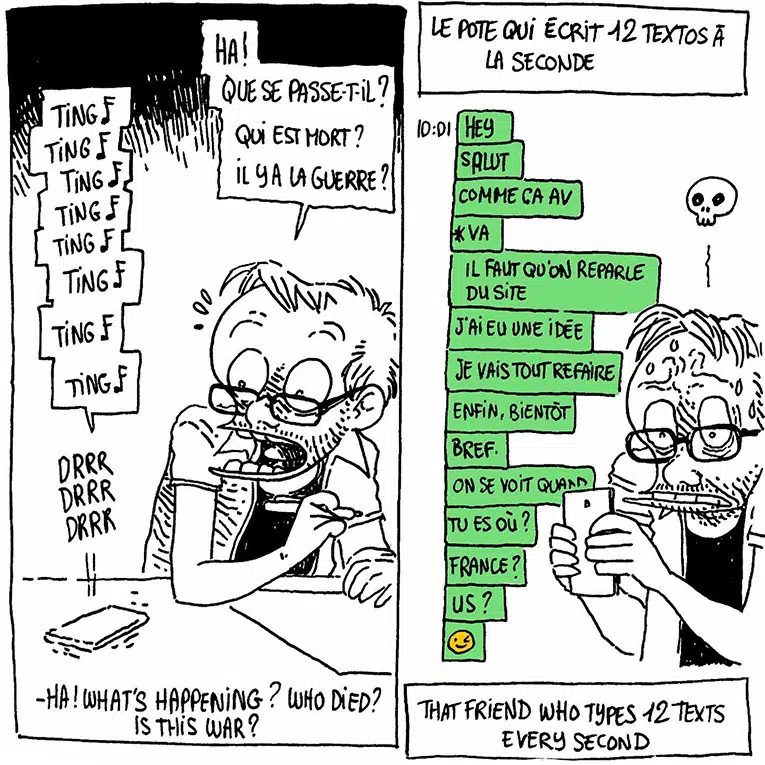 HA!
QUE SE PASSE-T-IL?
QUI EST MORT?
IL Y A LA GUERRE?
TING
TING
TING
TING
TING
TING
TING
TING
DRRR
DRRR
DRRR
-HA! WHAT'S HAPPENING? WHO DIED?
IS THIS WAR?
LE POTE QUI ÉCRIT 12 TEXTOS À
LA SECONDE
10:01
HEY
SALUT
COMME ÇA AV
*VA
IL FAUT QU'ON REPARLE
DU SITE
J'AI EU UNE IDÉE
JE VAIS TOUT REFAIRE
ENFIN, BIENTÔT
BREF.
ON SE VOIT QUAND
TU ES OÙ?
FRANCE?
US?
THAT FRIEND WHO TYPES 12 TEXTS
EVERY SECOND